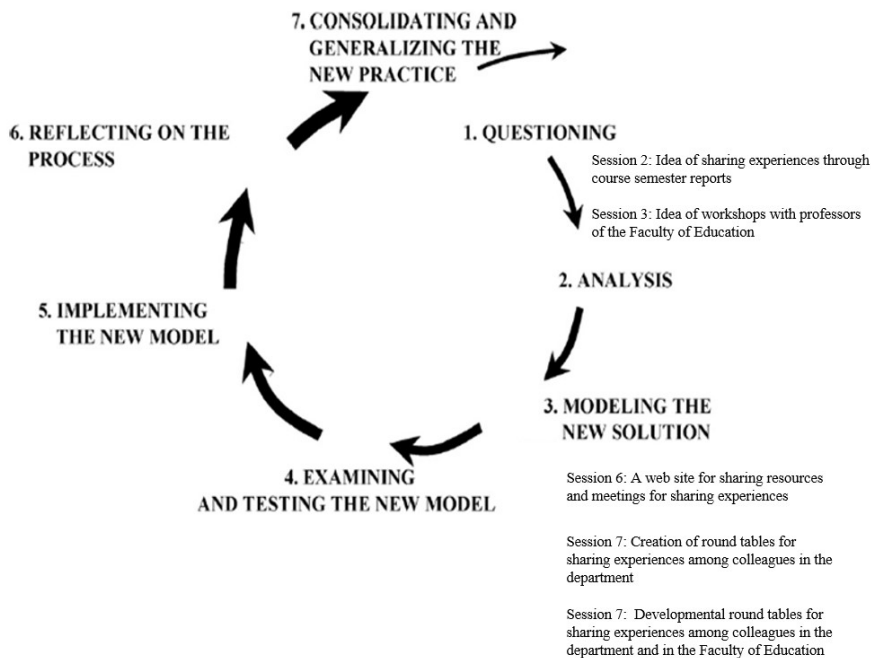 7. CONSOLIDATING AND
GENERALIZING THE
NEW PRACTICE
1. QUESTIONING
Session 2: Idea of sharing experiences through
course semester reports
Session 3: Idea of workshops with professors
of the Faculty of Education
2. ANALYSIS
3. MODELING THE
NEW SOLUTION
Session 6: A web site for sharing resources
and meetings for sharing experiences
Session 7: Creation of round tables for
sharing experiences among colleagues in the
department
Session 7:  Developmental round tables for
sharing experiences among colleagues in the
department and in the Faculty of Education
4. EXAMINING
AND TESTING THE NEW MODEL
5. IMPLEMENTING
THE NEW MODEL
6. REFLECTING ON THE
PROCESS